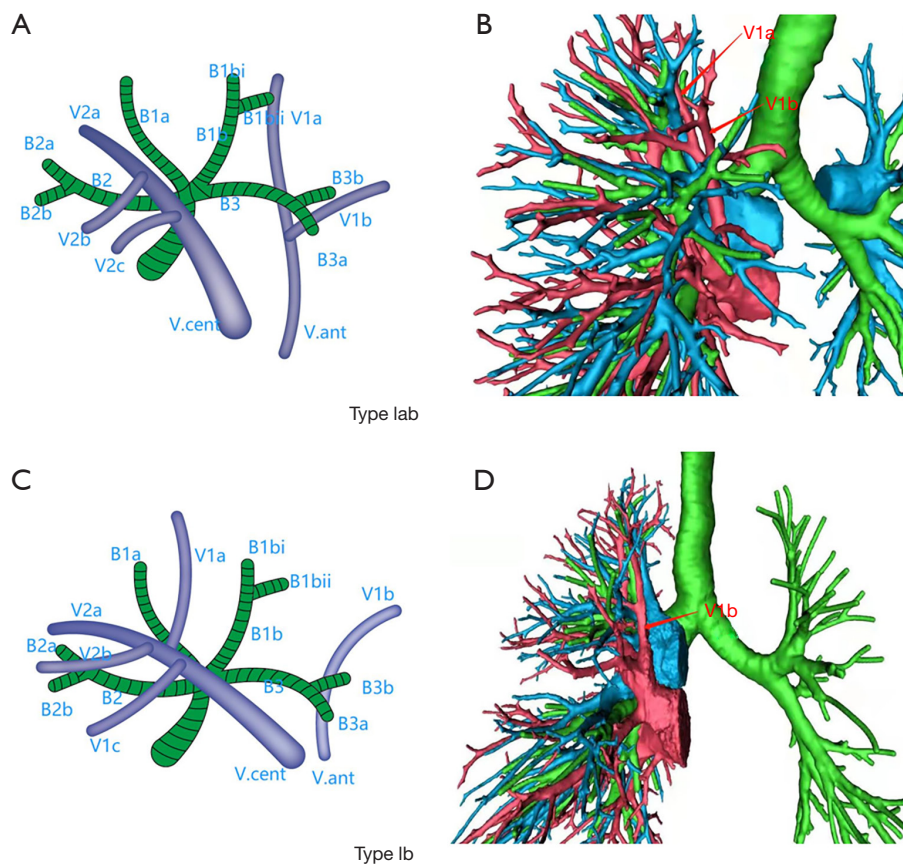 A
B
B1bi
V1a
V2a
B1a
B1b
B1bii
V1a
V1b
B2a
B2
B3
B3b
B2b
V1b
V2b
V2c
B3a
V.cent
V.ant
Type Iab
C
D
B1a
V1a
B1bi
B1bii
V1b
V2a
B1b
V1b
B2a
V2b
B2
B3
B3b
B2b
B3a
V1c
V.cent
V.ant
Type Ib